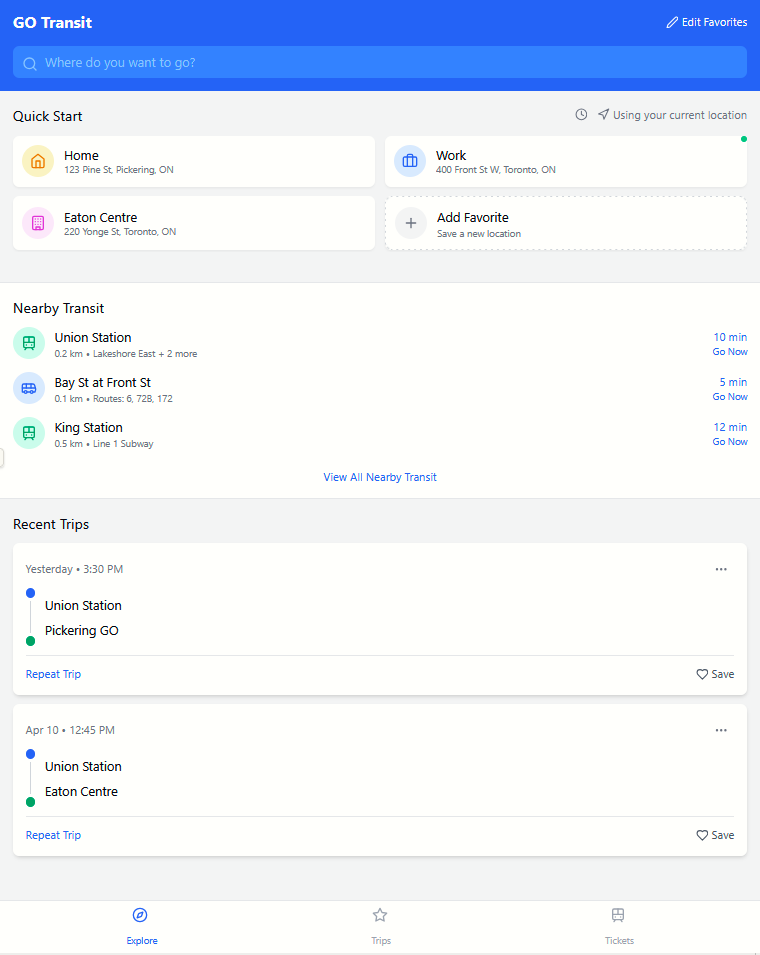 GO Transit
Edit Favorites
Where do you want to go?
Quick Start
Using your current location
Home
123 Pine St, Pickering, ON
Work
400 Front St W, Toronto, ON
Eaton Centre
220 Yonge St, Toronto, ON
Add Favorite
Save a new location
Nearby Transit
Union Station
10 min
0.2 km • Lakeshore East + 2 more
Go Now
Bay St at Front St
5 min
0.1 km • Routes: 6, 72B, 172
Go Now
King Station
12 min
0.5 km • Line 1 Subway
Go Now
View All Nearby Transit
Recent Trips
Yesterday • 3:30 PM
Union Station
Pickering GO
Repeat Trip
Save
Apr 10 • 12:45 PM
Union Station
Eaton Centre
Repeat Trip
Save
Explore
Trips
Tickets